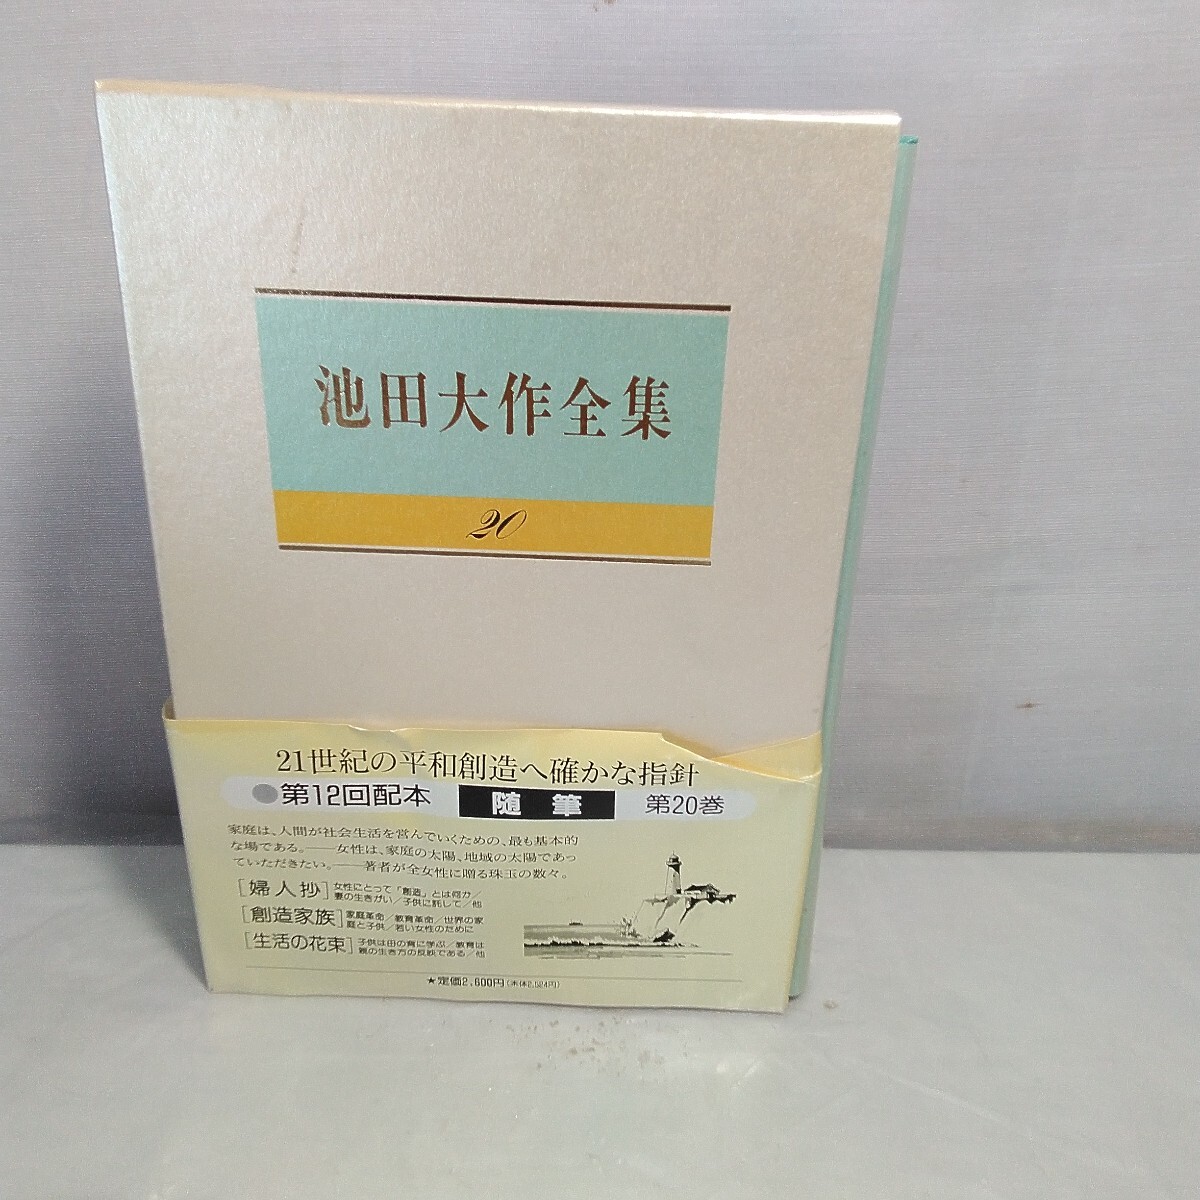 池田大作全集
20
21世紀の平和創造へ確かな指針
●第12回配本 随筆 第20巻
家庭は、人間が社会生活を営んでいくための、最も基本的
な場である。──女性は、家庭の太陽、地域の太陽であっ
ていただきたい。──著者が全女性に贈る珠玉の数々。
[婦人抄] 女性にとって「創造」とは何か/
妻の生きがい/子供に託して/他
[創造家族] 家庭革命/教育革命/世界の家
庭と子供/若い女性のために
[生活の花束] 子供は田の育に学ぶ/教育は
親の生き方の反映である/他
★定価2,600円(本体2,524円)